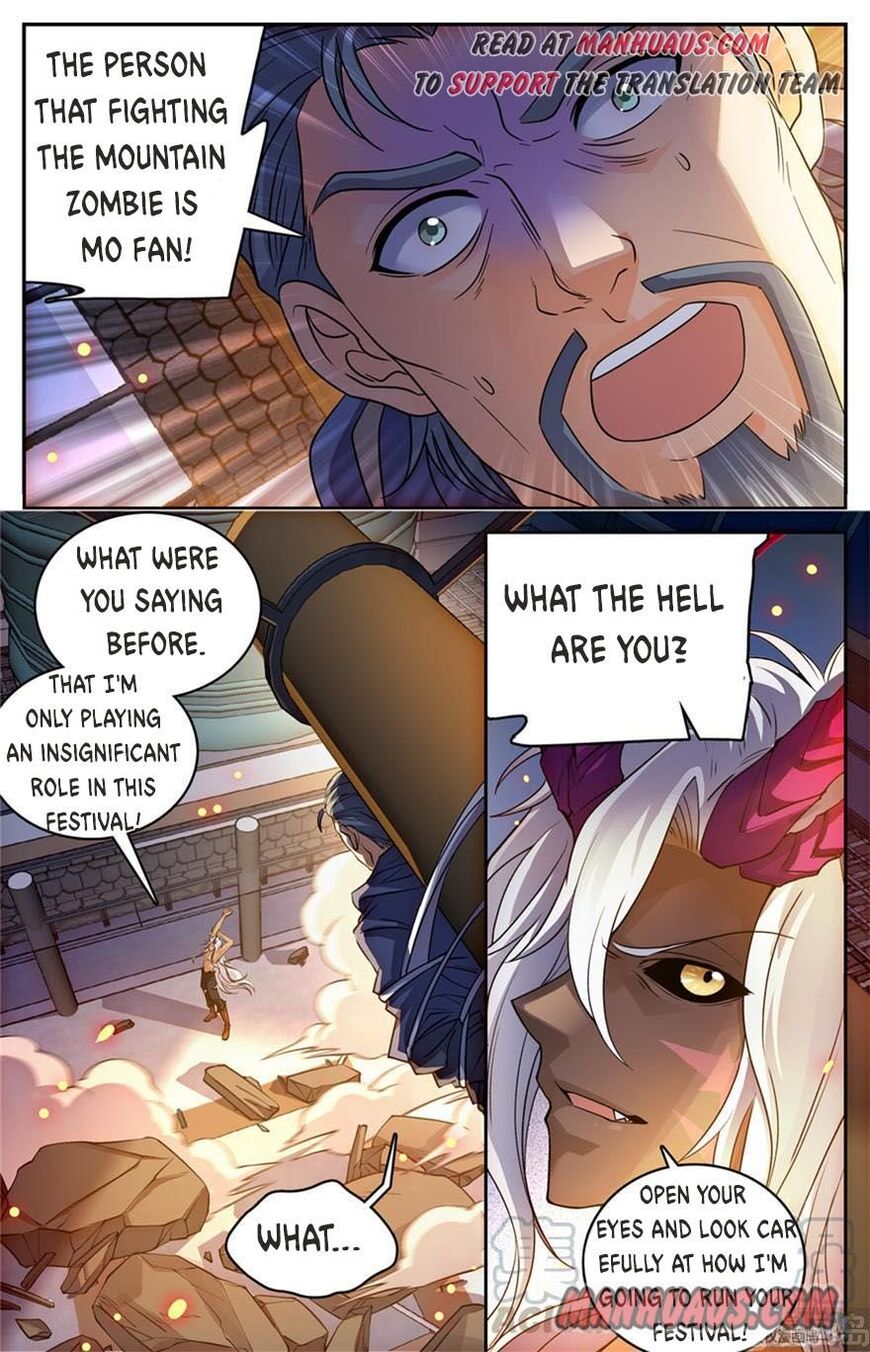 READ AT MANHUAUS.COM
TO SUPPORT THE TRANSLATION TEAM
THE PERSON
THAT FIGHTING
THE MOUNTAIN
ZOMBIE IS
MO FAN!
WHAT WERE
YOU SAYING
BEFORE.
THAT I'M
ONLY PLAYING
AN INSIGNIFICANT
ROLE IN THIS
FESTIVAL!
WHAT THE HELL
ARE YOU?
WHAT...
OPEN YOUR
EYES AND LOOK CAR
EFULLY AT HOW I'M
GOING TO RUN YOUR
FESTIVAL!
MANHUAUS.COM